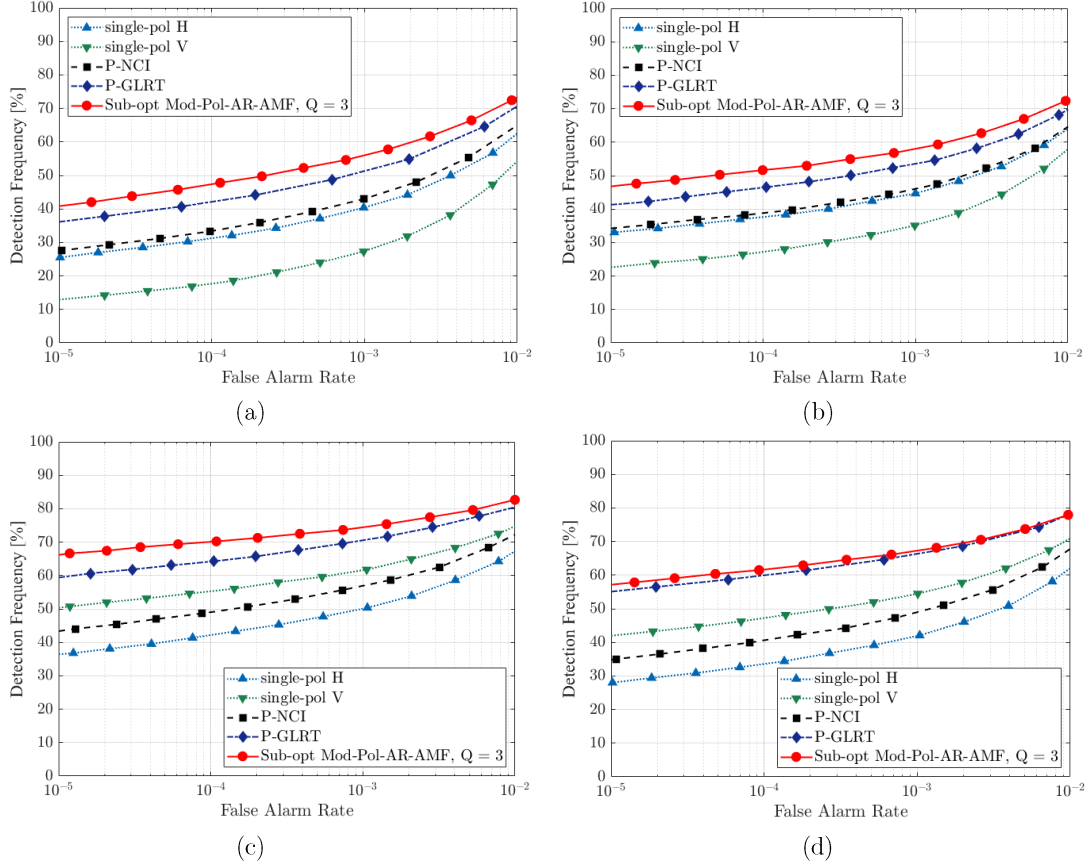 100
90
80
70
60
50
40
30
20
10
0
Detection Frequency [%]
single-pol H
single-pol V
P-NCI
P-GLRT
Sub-opt Mod-Pol-AR-AMF, Q = 3
10⁻⁵
10⁻⁴
10⁻³
10⁻²
False Alarm Rate
(a)
100
90
80
70
60
50
40
30
20
10
0
Detection Frequency [%]
single-pol H
single-pol V
P-NCI
P-GLRT
Sub-opt Mod-Pol-AR-AMF, Q = 3
10⁻⁵
10⁻⁴
10⁻³
10⁻²
False Alarm Rate
(b)
100
90
80
70
60
50
40
30
20
10
0
Detection Frequency [%]
single-pol H
single-pol V
P-NCI
P-GLRT
Sub-opt Mod-Pol-AR-AMF, Q = 3
10⁻⁵
10⁻⁴
10⁻³
10⁻²
False Alarm Rate
(c)
100
90
80
70
60
50
40
30
20
10
0
Detection Frequency [%]
single-pol H
single-pol V
P-NCI
P-GLRT
Sub-opt Mod-Pol-AR-AMF, Q = 3
10⁻⁵
10⁻⁴
10⁻³
10⁻²
False Alarm Rate
(d)